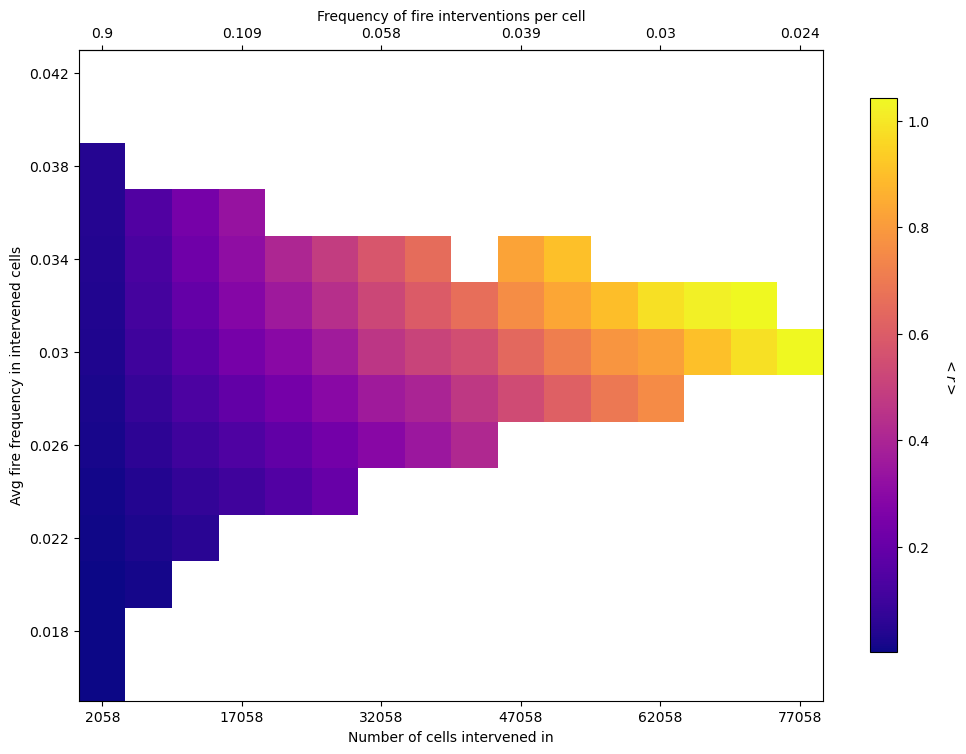 Frequency of fire interventions per cell
0.9 0.109 0.058 0.039 0.03 0.024
0.042
0.038
0.034
0.03
0.026
0.022
0.018
Avg fire frequency in intervened cells
2058 17058 32058 47058 62058 77058
Number of cells intervened in
1.0
0.8
0.6
0.4
0.2
<r>